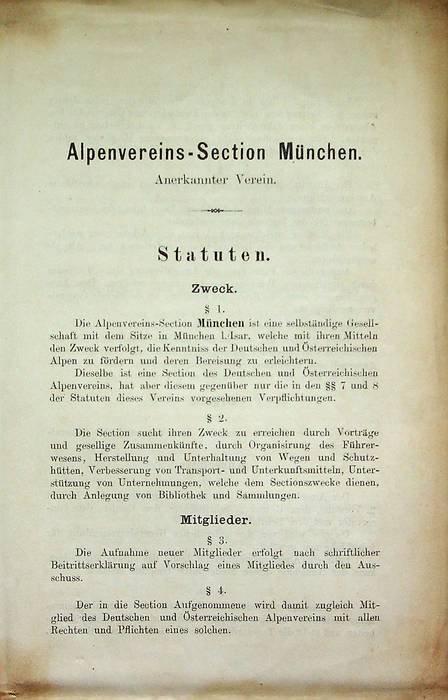 Alpenvereins-Section München.
Anerkannter Verein.
Statuten.
Zweck.
§ 1.
Die Alpenvereins-Section München ist eine selbständige Gesell-
schaft mit dem Sitze in München l./Isar, welche mit ihren Mitteln
den Zweck verfolgt, die Kenntniss der Deutschen und Österreichischen
Alpen zu fördern und deren Bereisung zu erleichtern.
Dieselbe ist eine Section des Deutschen und Österreichischen
Alpenvereins, hat aber diesem gegenüber nur die in den §§ 7 und 8
der Statuten dieses Vereins vorgesehenen Verpflichtungen.
§ 2.
Die Section sucht ihren Zweck zu erreichen durch Vorträge
und gesellige Zusammenkünfte, durch Organisirung des Führer-
wesens, Herstellung und Unterhaltung von Wegen und Schutz-
hütten, Verbesserung von Transport- und Unterkunftsmitteln, Unter-
stützung von Unternehmungen, welche dem Sectionszwecke dienen,
durch Anlegung von Bibliothek und Sammlungen.
Mitglieder.
§ 3.
Die Aufnahme neuer Mitglieder erfolgt nach schriftlicher
Beitrittserklärung auf Vorschlag eines Mitgliedes durch den Aus-
schuss.
§ 4.
Der in die Section Aufgenommene wird damit zugleich Mit-
glied des Deutschen und Österreichischen Alpenvereins mit allen
Rechten und Pflichten eines solchen.